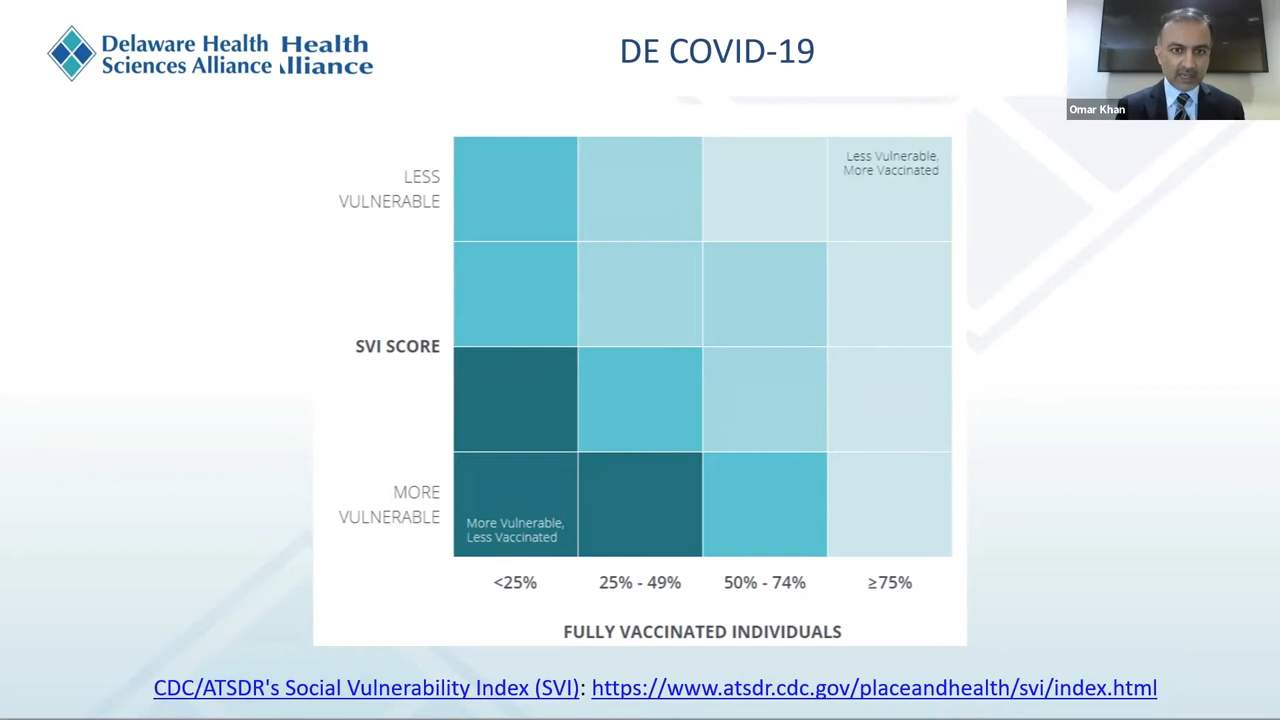 Delaware Health
Sciences Alliance
Health
lliance
DE COVID-19
Omar Khan
LESS
VULNERABLE
Less Vulnerable,
More Vaccinated
SVI SCORE
MORE
VULNERABLE
More Vulnerable,
Less Vaccinated
<25%
25% - 49%
50% - 74%
≥75%
FULLY VACCINATED INDIVIDUALS
CDC/ATSDR's Social Vulnerability Index (SVI): https://www.atsdr.cdc.gov/placeandhealth/svi/index.html